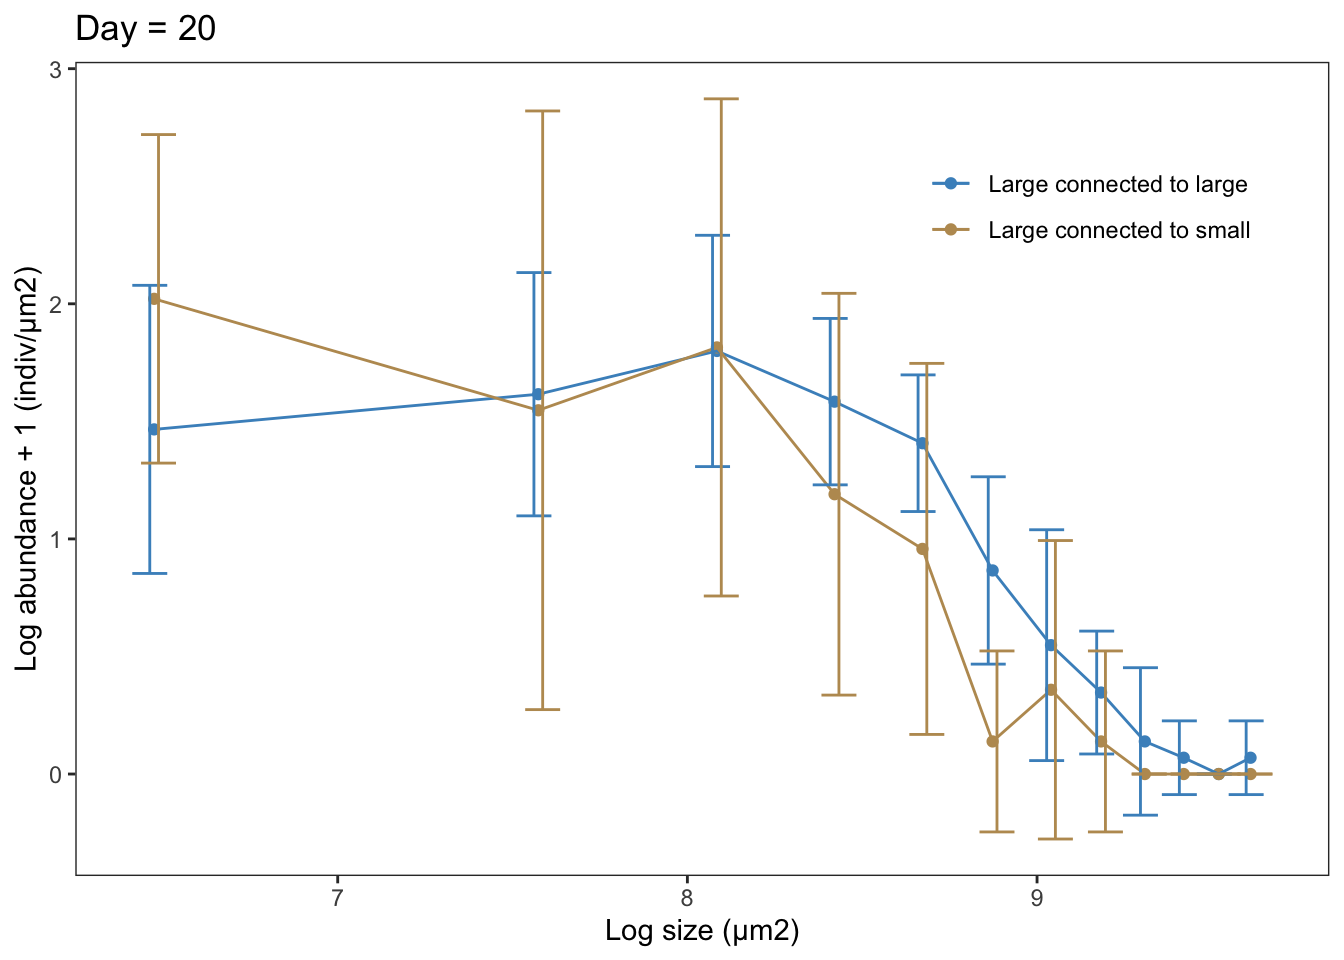 Day = 20
3
2
1
0
Log abundance + 1 (indiv/µm2)
Large connected to large
Large connected to small
7 8 9
Log size (µm2)